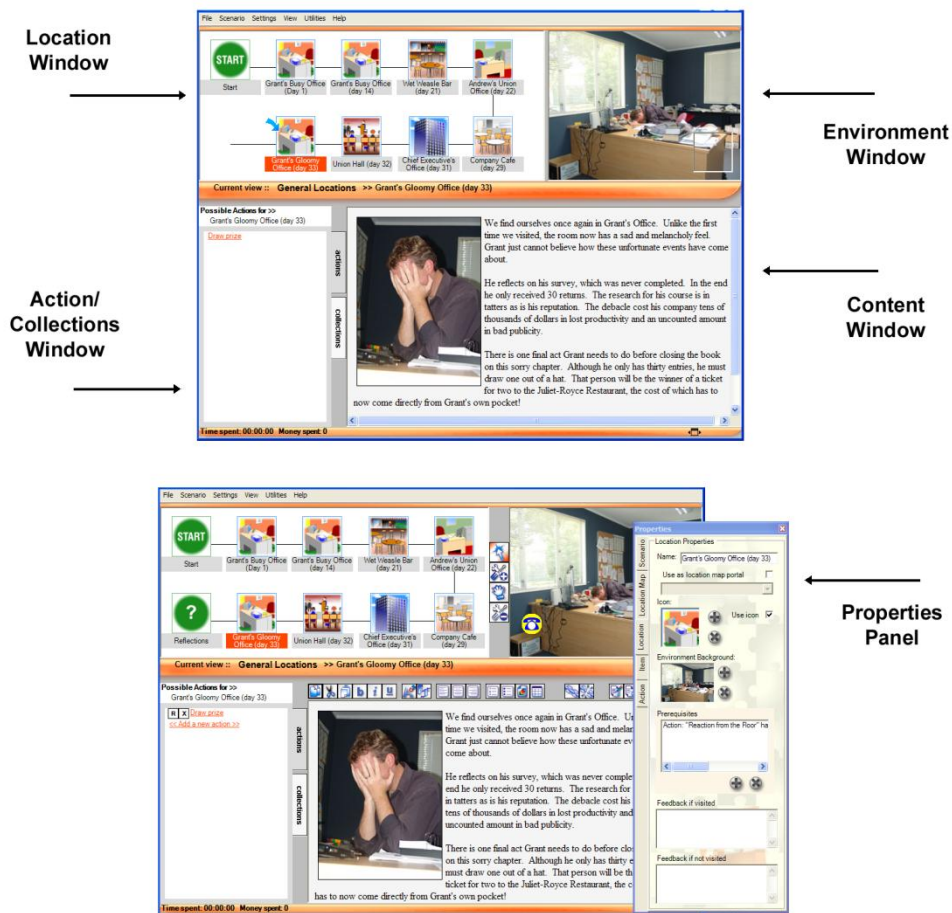 Location
Window
Action/
Collections
Window
Environment
Window
Content
Window
File Scenario Settings View Utilities Help
START
Start
Grant's Busy Office
(Day 1)
Grant's Busy Office
(day 14)
Wet Weasle Bar
(day 21)
Andrew's Union
Office (day 22)
Grant's Gloomy
Office (day 33)
Union Hall (day 32)
Chief Executive's
Office (day 31)
Company Cafe
(day 29)
Current view :: General Locations >> Grant's Gloomy Office (day 33)
Possible Actions for >>
Grant's Gloomy Office (day 33)
Draw prize
actions
collections
We find ourselves once again in Grant's Office. Unlike the first
time we visited, the room now has a sad and melancholy feel.
Grant just cannot believe how these unfortunate events have come
about.
He reflects on his survey, which was never completed. In the end
he only received 30 returns. The research for his course is in
tatters as is his reputation. The debacle cost his company tens of
thousands of dollars in lost productivity and an uncounted amount
in bad publicity.
There is one final act Grant needs to do before closing the book
on this sorry chapter. Although he only has thirty entries, he must
draw one out of a hat. That person will be the winner of a ticket
for two to the Juliet-Royce Restaurant, the cost of which has to
now come directly from Grant's own pocket!
Time spent: 00:00:00 Money spent: 0
Properties
Panel
File Scenario Settings View Utilities Help
START
Start
Grant's Busy Office
(Day 1)
Grant's Busy Office
(day 14)
Wet Weasle Bar
(day 21)
Andrew's Union
Office (day 22)
?
Reflections
Grant's Gloomy
Office (day 33)
Union Hall (day 32)
Chief Executive's
Office (day 31)
Company Cafe
(day 29)
Current view :: General Locations >> Grant's Gloomy Office (day 33)
Possible Actions for >>
Grant's Gloomy Office (day 33)
R X Draw prize
<< Add a new action >>
actions
collections
b i u
We find ourselves once again in Grant's Office. Un
time we visited, the room now has a sad and melan
Grant just cannot believe how these unfortunate ev
come about.
He reflects on his survey, which was never comple
end he only received 30 returns. The research for
in tatters as is his reputation. The debacle cost his
tens of thousands of dollars in lost productivity and
uncounted amount in bad publicity.
There is one final act Grant needs to do before clos
on this sorry chapter. Although he only has thirty e
must draw one out of a hat. That person will be th
ticket for two to the Juliet-Royce Restaurant, the c
has to now come directly from Grant's own pocket!
Time spent: 00:00:00 Money spent: 0
Properties
Scenario
Location Map
Location
Item
Action
Location Properties
Name: Grant's Gloomy Office (day 33)
Use as location map portal
Icon:
Use icon
Environment Background:
Prerequisites
Action: "Reaction from the Floor" ha
Feedback if visited
Feedback if not visited